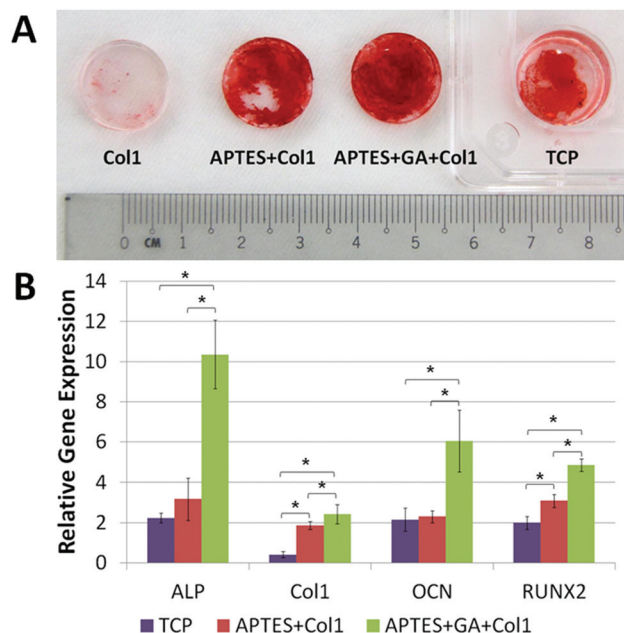 A
Col1 APTES+Col1 APTES+GA+Col1 TCP
0 CM 1 2 3 4 5 6 7 8
B
Relative Gene Expression
14
12
10
8
6
4
2
0
* * * * * * * * * *
ALP Col1 OCN RUNX2
TCP APTES+Col1 APTES+GA+Col1